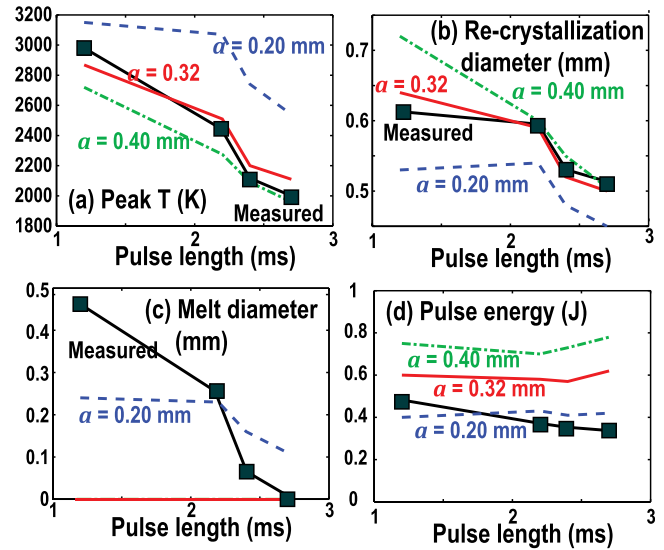 3200
3000
2800
2600
2400
2200
2000
1800
a = 0.20 mm
a = 0.32
a = 0.40 mm
(a) Peak T (K)
Measured
1 2 3
Pulse length (ms)
0.7
0.6
0.5
(b) Re-crystallization
diameter (mm)
a = 0.32
a = 0.40 mm
Measured
a = 0.20 mm
1 2 3
Pulse length (ms)
0.5
0.4
0.3
0.2
0.1
0
(c) Melt diameter
(mm)
Measured
a = 0.20 mm
1 2 3
Pulse length (ms)
1
0.8
0.6
0.4
0.2
0
(d) Pulse energy (J)
a = 0.40 mm
a = 0.32 mm
a = 0.20 mm
1 2 3
Pulse length (ms)